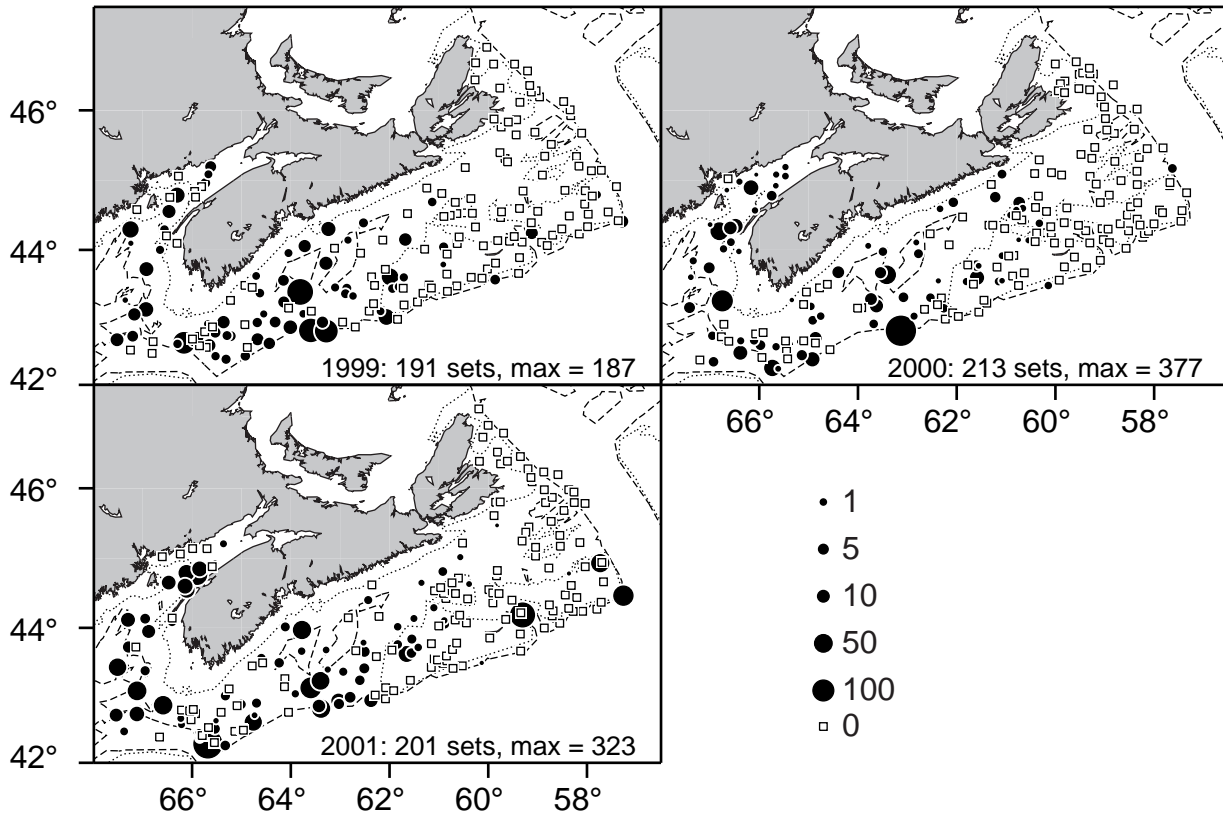 46°
44°
42°
1999: 191 sets, max = 187
2000: 213 sets, max = 377
66° 64° 62° 60° 58°
46°
44°
42°
2001: 201 sets, max = 323
66° 64° 62° 60° 58°
1
5
10
50
100
0